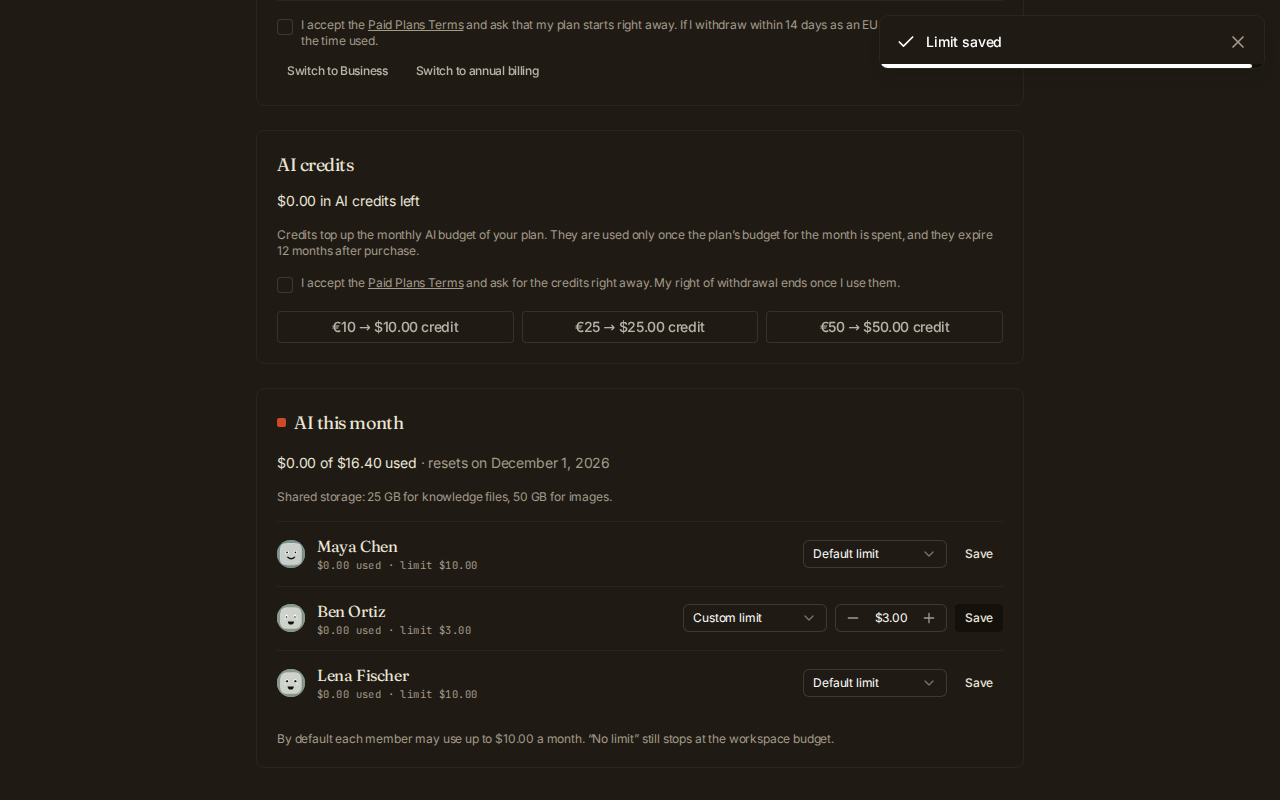 I accept the Paid Plans Terms and ask that my plan starts right away. If I withdraw within 14 days as an EU
the time used.
Limit saved
Switch to Business
Switch to annual billing
AI credits
$0.00 in AI credits left
Credits top up the monthly AI budget of your plan. They are used only once the plan's budget for the month is spent, and they expire
12 months after purchase.
I accept the Paid Plans Terms and ask for the credits right away. My right of withdrawal ends once I use them.
€10 → $10.00 credit
€25 → $25.00 credit
€50 → $50.00 credit
AI this month
$0.00 of $16.40 used · resets on December 1, 2026
Shared storage: 25 GB for knowledge files, 50 GB for images.
Maya Chen
$0.00 used · limit $10.00
Default limit
Save
Ben Ortiz
$0.00 used · limit $3.00
Custom limit
$3.00
Save
Lena Fischer
$0.00 used · limit $10.00
Default limit
Save
By default each member may use up to $10.00 a month. “No limit” still stops at the workspace budget.